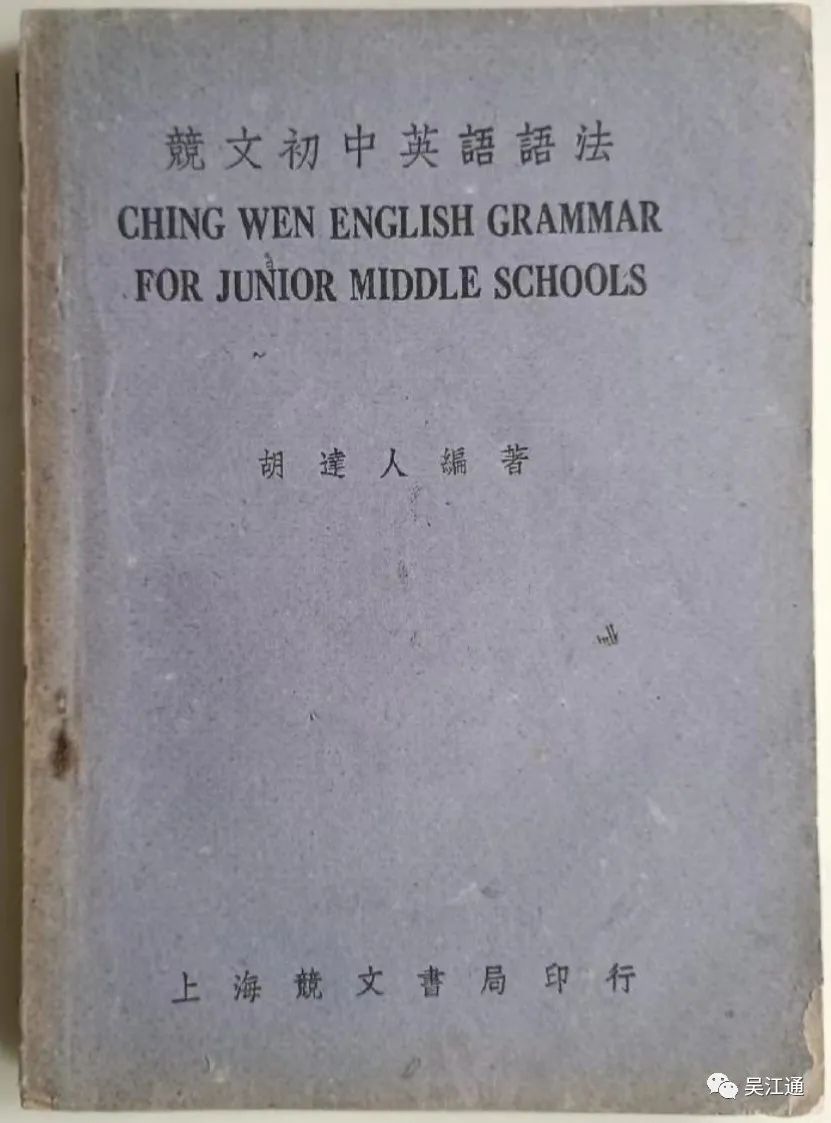 競文初中英語語法
CHING WEN ENGLISH GRAMMAR
FOR JUNIOR MIDDLE SCHOOLS
胡達人編著
上海競文書局印行
吴江通